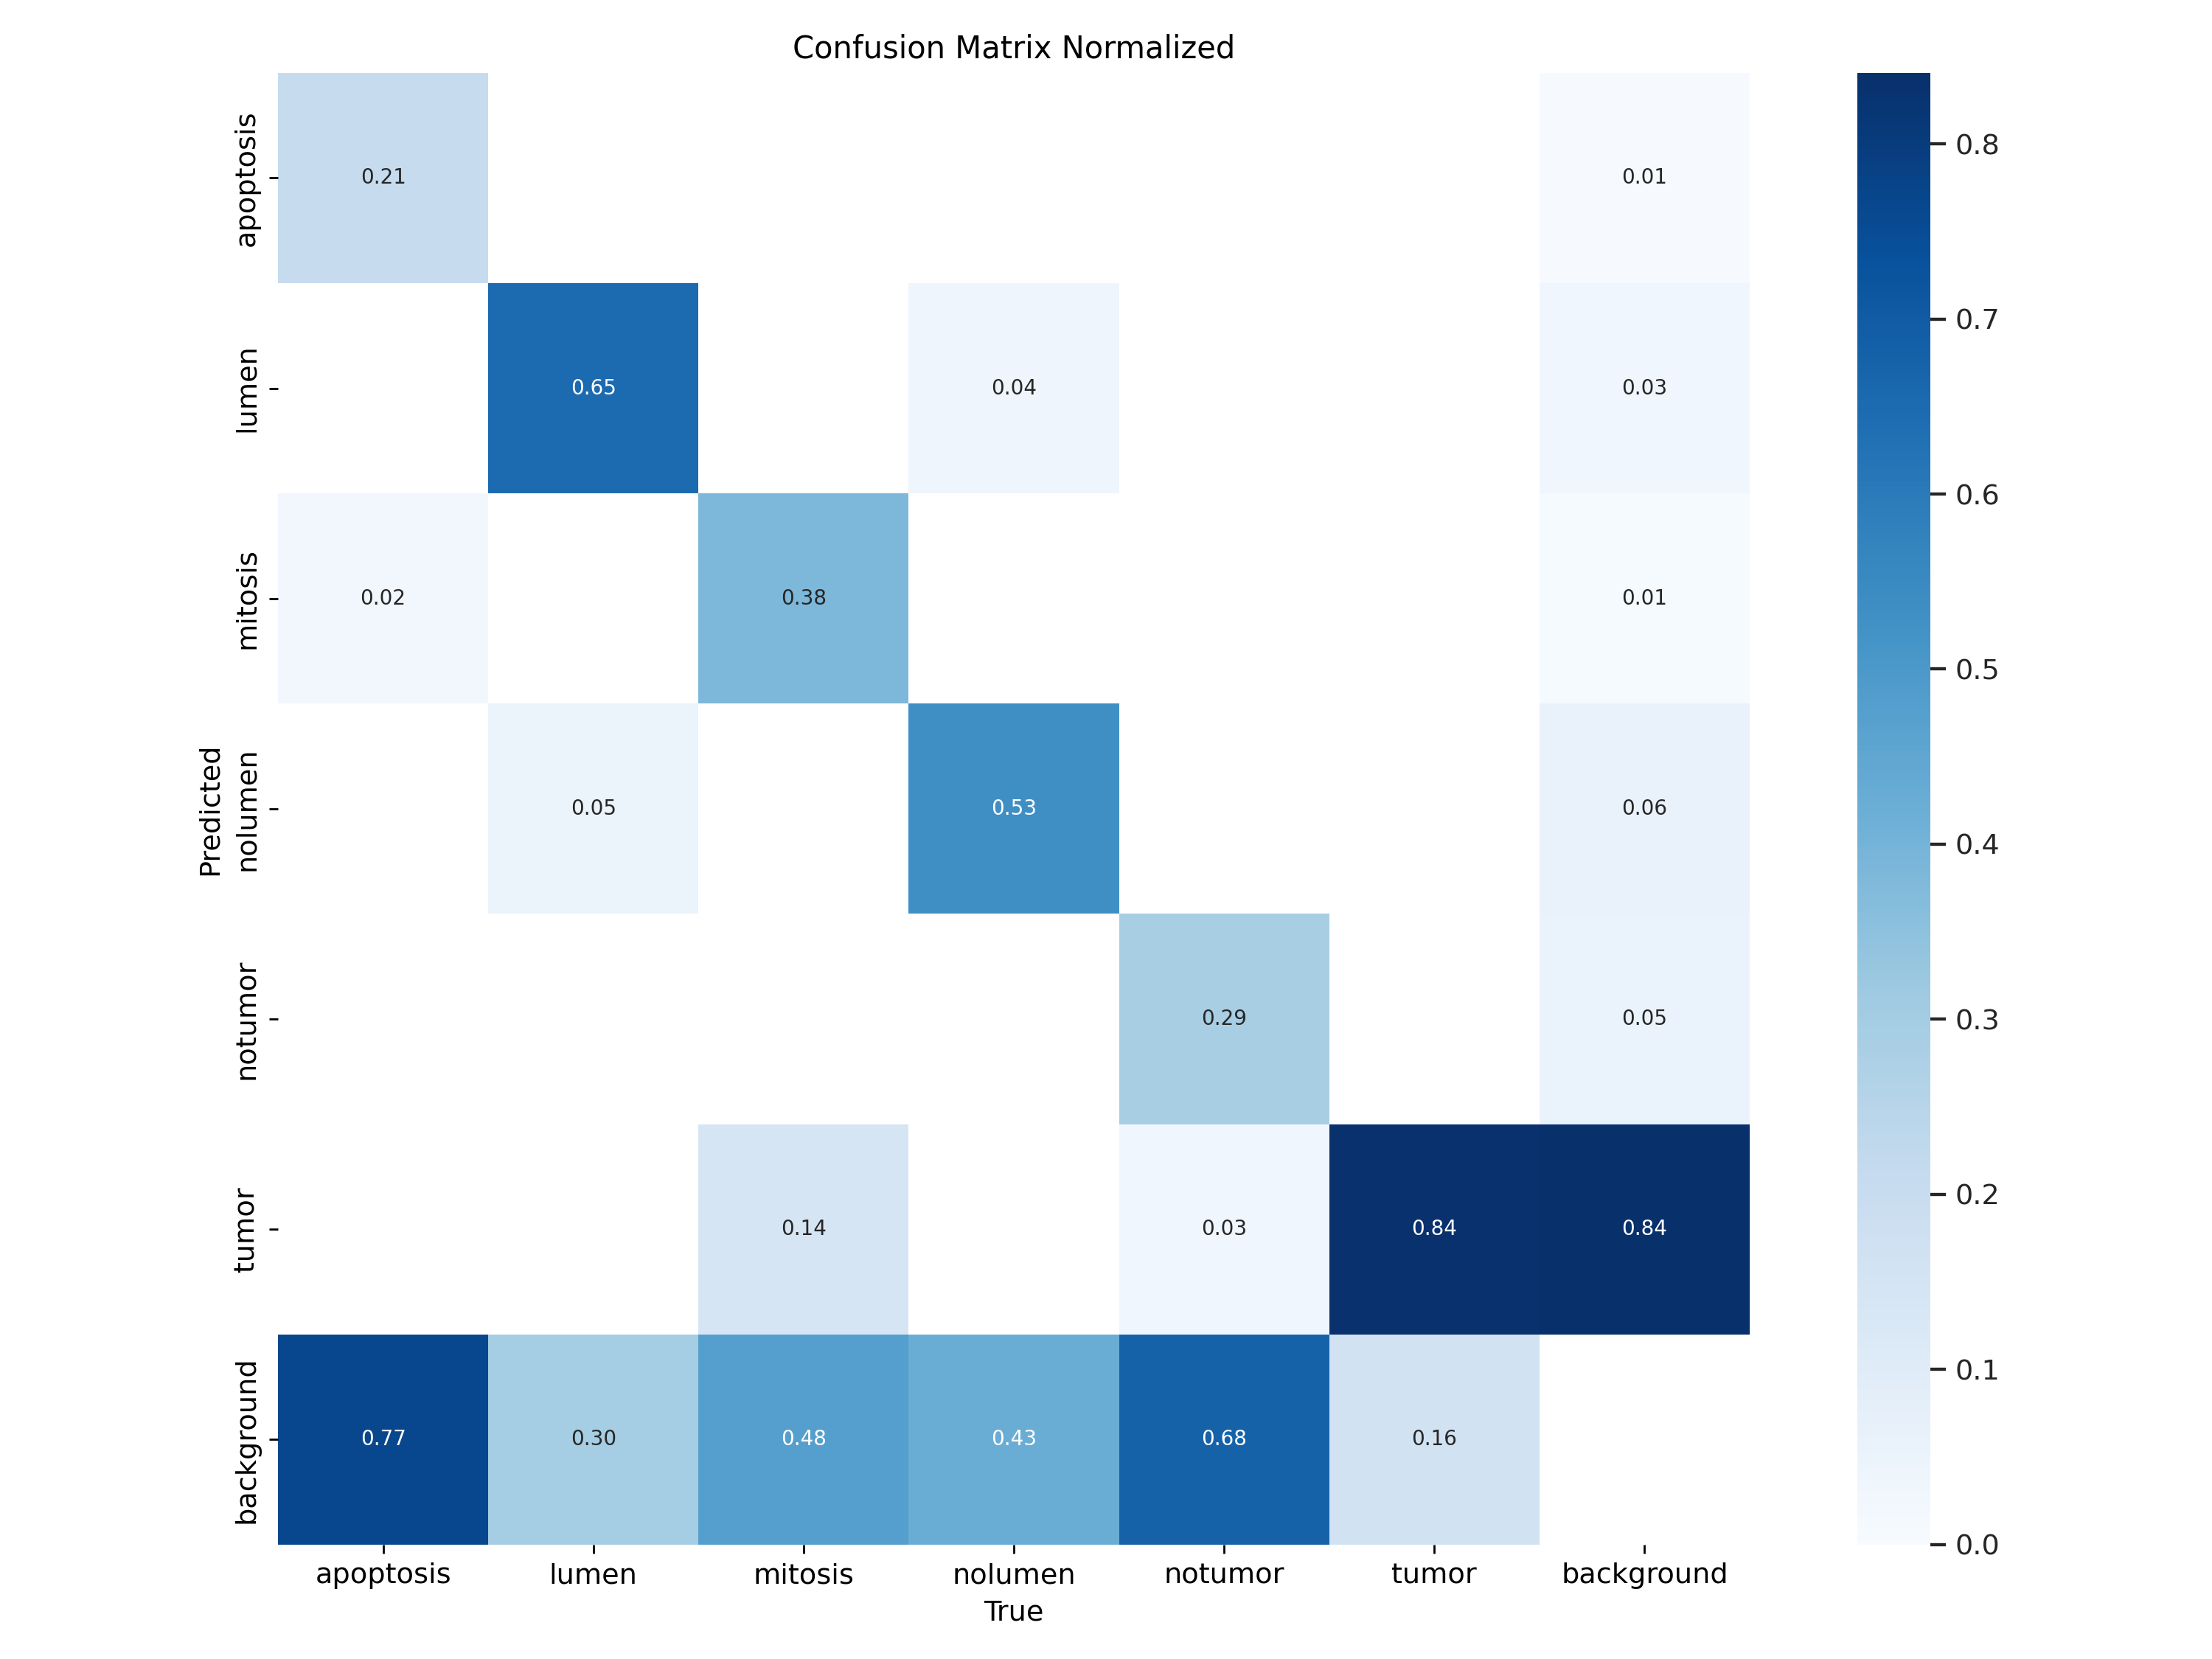 Confusion Matrix Normalized
apoptosis
0.21
0.01
0.8
0.7
lumen
0.65
0.04
0.03
0.6
mitosis
0.02
0.38
0.01
0.5
Predicted
nolumen
0.05
0.53
0.06
0.4
notumor
0.29
0.05
0.3
tumor
0.14
0.03
0.84
0.84
0.2
background
0.77
0.30
0.48
0.43
0.68
0.16
0.1
0.0
apoptosis lumen mitosis nolumen notumor tumor background
True